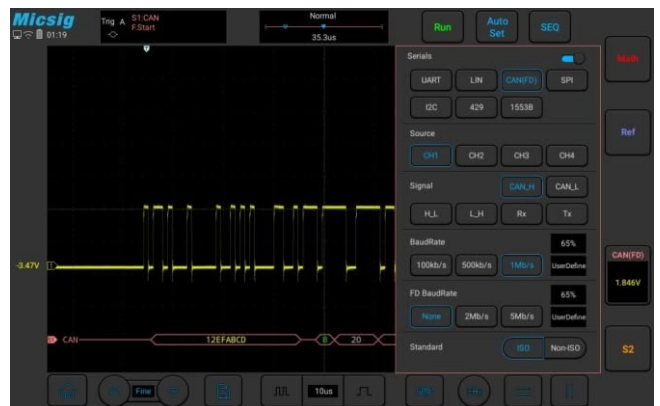 Micsig
Trig A S1:CAN
F.Start
01:19
Normal
35.3us
Run
Auto
Set
SEQ
Math
Serials
UART LIN CAN(FD) SPI
I2C 429 1553B
Source
CH1 CH2 CH3 CH4
Ref
Signal CAN_H CAN_L
H_L L_H Rx Tx
BaudRate 65%
100kb/s 500kb/s 1Mb/s UserDefine
-3.47V 1
CAN(FD)
1.846V
FD BaudRate 65%
None 2Mb/s 5Mb/s UserDefine
CAN 12EFABCD 8 20
Standard ISO Non-ISO
S2
Fine
10us